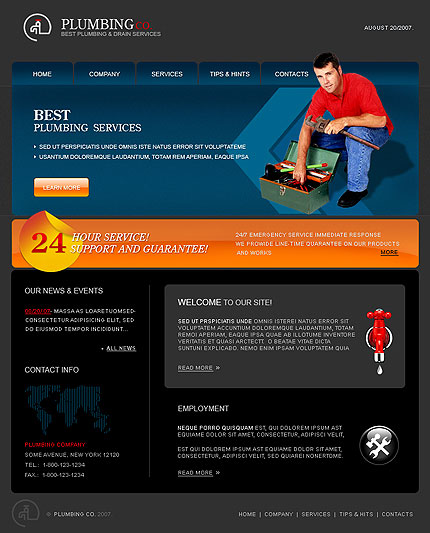 PLUMBING CO.
BEST PLUMBING & DRAIN SERVICES
AUGUST 20/2007.
HOME COMPANY SERVICES TIPS & HINTS CONTACTS
BEST
PLUMBING SERVICES
SED UT PERSPICIATIS UNDE OMNIS ISTE NATUS ERROR SIT VOLUPTATEME
USANTIUM DOLOREMQUE LAUDANTIUM, TOTAM REM APERIAM, EAQUE IPSA
LEARN MORE
24 HOUR SERVICE!
SUPPORT AND GUARANTEE!
24/7 EMERGENCY SERVICE IMMEDIATE RESPONSE
WE PROVIDE LINE-TIME QUARANTEE ON OUR PRODUCTS
AND WORKS
MORE
OUR NEWS & EVENTS
MASSA AS LOARETUOMSED-
CONSECTETUR ADIPISICING ELIT, SED
DO EIUSMOD TEMPOR INCIDIDNT...
ALL NEWS
CONTACT INFO
PLUMBING COMPANY
SOME AVENUE, NEW YORK 12120
TEL.: 1-800-123-1234
FAX.: 1-800-123-1234
WELCOME TO OUR SITE!
SED UT PRSPICIATIS UNDE OMNIS ISTEREI NATUS ERROR SIT
VOLUPTATEM ACCUNTIUM DOLOREMQUE LAUDANTIUM, TOTAM
REMO APERIAM, EAQUE IPSA QUAE AB ILLOTUME INVENTORE
VERITATIS ET QUASI ARCTECTT O BEATAE VITAE DICTA
SUNTUNI EXPLICABO. NEMO ENIM IPSAM VOLUPTATEM QUIA
READ MORE »
EMPLOYMENT
NEQUE PORRO QUISQUAM EST, QUI DOLOREM IPSUM AST
EQUIAME DOLOR SIT AMET, CONSECTETUR, ADIPISCI VELIT,
EST QUI DOLOREM IPSUM AST EQUIAM SEDEST DOLOR SIT
AMET, CONSECTETUR, ADIPISCI VELIT, SED QUIAREI NONERTOME.
READ MORE »
© PLUMBING CO. 2007.
HOME | COMPANY | SERVICES | TIPS & HITS | CONTACTS